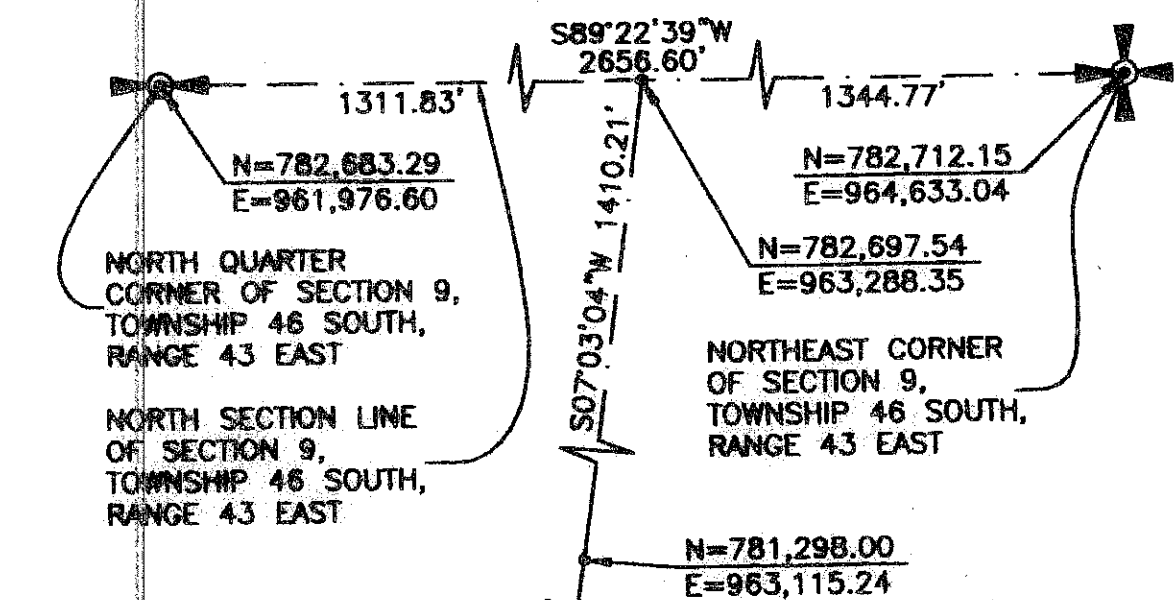 S89°22'39"W
2656.60'
1311.83'
1344.77'
N=782,683.29
E=961,976.60
S07°03'04"W 1410.21'
N=782,712.15
E=964,633.04
N=782,697.54
E=963,288.35
NORTH QUARTER
CORNER OF SECTION 9,
TOWNSHIP 46 SOUTH,
RANGE 43 EAST
NORTHEAST CORNER
OF SECTION 9,
TOWNSHIP 46 SOUTH,
RANGE 43 EAST
NORTH SECTION LINE
OF SECTION 9,
TOWNSHIP 46 SOUTH,
RANGE 43 EAST
N=781,298.00
E=963,115.24